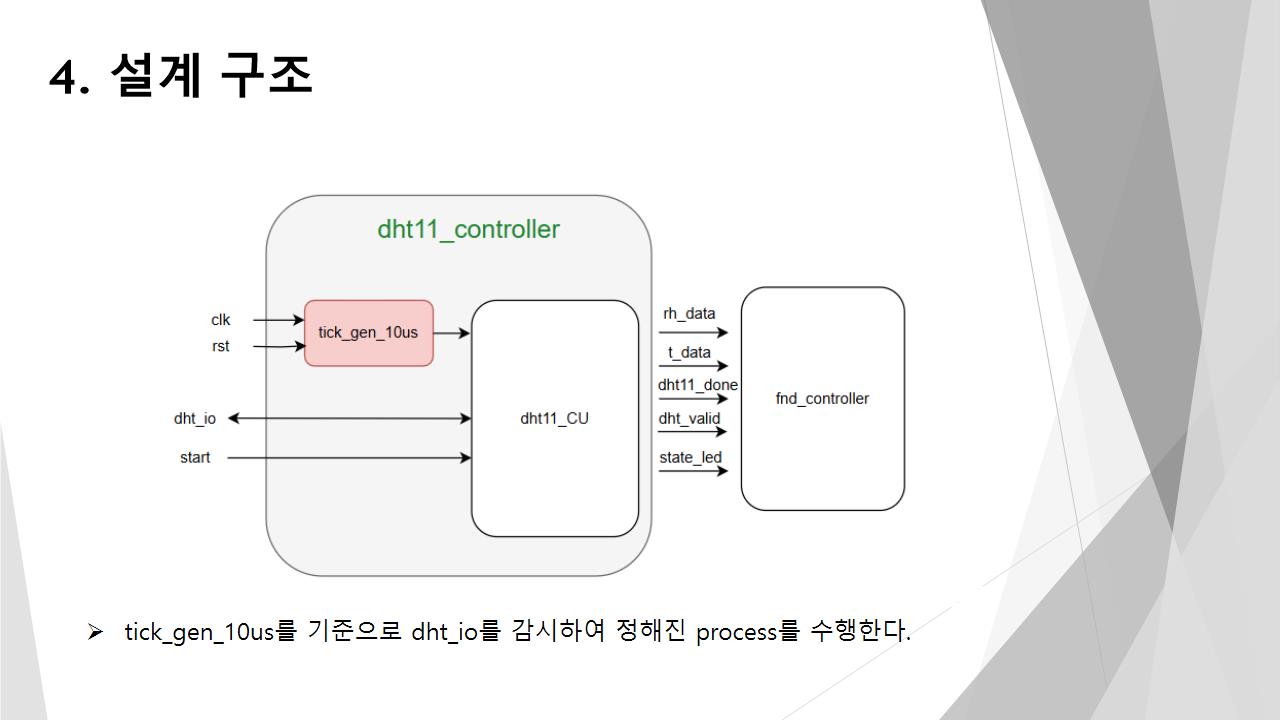 4. 설계 구조
dht11_controller
clk
rst
tick_gen_10us
dht_io
start
dht11_CU
rh_data
t_data
dht11_done
dht_valid
state_led
fnd_controller
➢ tick_gen_10us를 기준으로 dht_io를 감시하여 정해진 process를 수행한다.